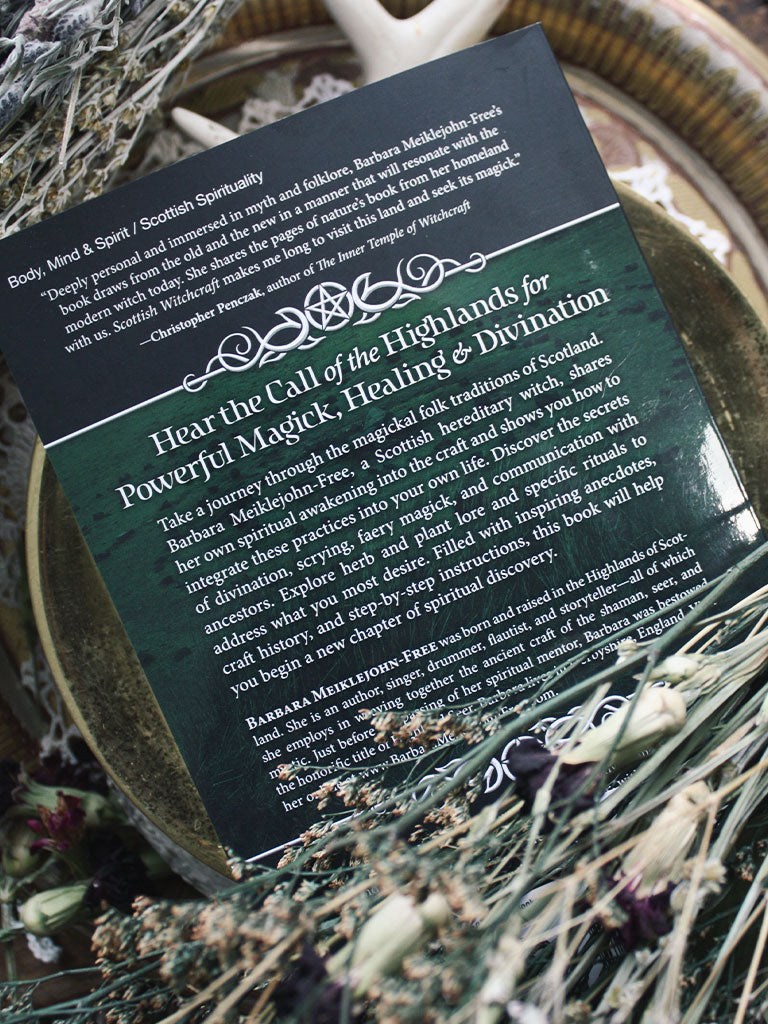 Body, Mind & Spirit / Scottish Spirituality
“Deeply personal and immersed in myth and folklore, Barbara Meiklejohn-Free’s
book draws from the old and the new in a manner that will resonate with the
modern witch today. She shares the pages of nature’s book from her homeland
with us. Scottish Witchcraft makes me long to visit this land and seek its magick.”
—Christopher Penczak, author of The Inner Temple of Witchcraft
Hear the Call of the Highlands for
Powerful Magick, Healing & Divination
Take a journey through the magickal folk traditions of Scotland.
Barbara Meiklejohn-Free, a Scottish hereditary witch, shares
her own spiritual awakening into the craft and shows you how to
integrate these practices into your own life. Discover the secrets
of divination, scrying, faery magick, and communication with
ancestors. Explore herb and plant lore and specific rituals to
address what you most desire. Filled with inspiring anecdotes,
craft history, and step-by-step instructions, this book will help
you begin a new chapter of spiritual discovery.
Barbara Meiklejohn-Free was born and raised in the Highlands of Scot-
land. She is an author, singer, drummer, flautist, and storyteller—all of which
she employs in weaving together the ancient craft of the shaman, seer, and
Just before of her spiritual mentor, Barbara was bestowed
the honorific title of Barbara lives in England.
her